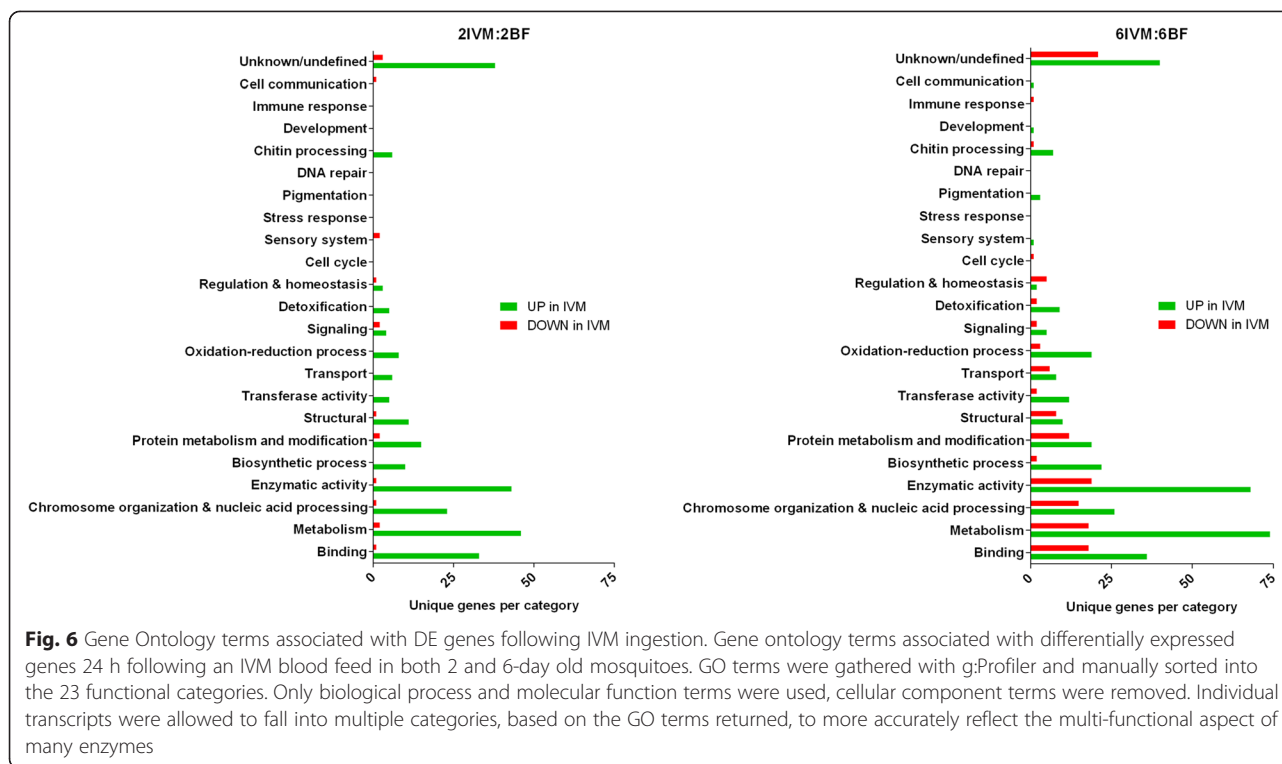 2IVM:2BF
Unknown/undefined
Cell communication
Immune response
Development
Chitin processing
DNA repair
Pigmentation
Stress response
Sensory system
Cell cycle
Regulation & homeostasis
Detoxification
Signaling
Oxidation-reduction process
Transport
Transferase activity
Structural
Protein metabolism and modification
Biosynthetic process
Enzymatic activity
Chromosome organization & nucleic acid processing
Metabolism
Binding
UP in IVM
DOWN in IVM
0 25 50 75
Unique genes per category
6IVM:6BF
Unknown/undefined
Cell communication
Immune response
Development
Chitin processing
DNA repair
Pigmentation
Stress response
Sensory system
Cell cycle
Regulation & homeostasis
Detoxification
Signaling
Oxidation-reduction process
Transport
Transferase activity
Structural
Protein metabolism and modification
Biosynthetic process
Enzymatic activity
Chromosome organization & nucleic acid processing
Metabolism
Binding
UP in IVM
DOWN in IVM
0 25 50 75
Unique genes per category
Fig. 6 Gene Ontology terms associated with DE genes following IVM ingestion. Gene ontology terms associated with differentially expressed
genes 24 h following an IVM blood feed in both 2 and 6-day old mosquitoes. GO terms were gathered with g:Profiler and manually sorted into
the 23 functional categories. Only biological process and molecular function terms were used, cellular component terms were removed. Individual
transcripts were allowed to fall into multiple categories, based on the GO terms returned, to more accurately reflect the multi-functional aspect of
many enzymes